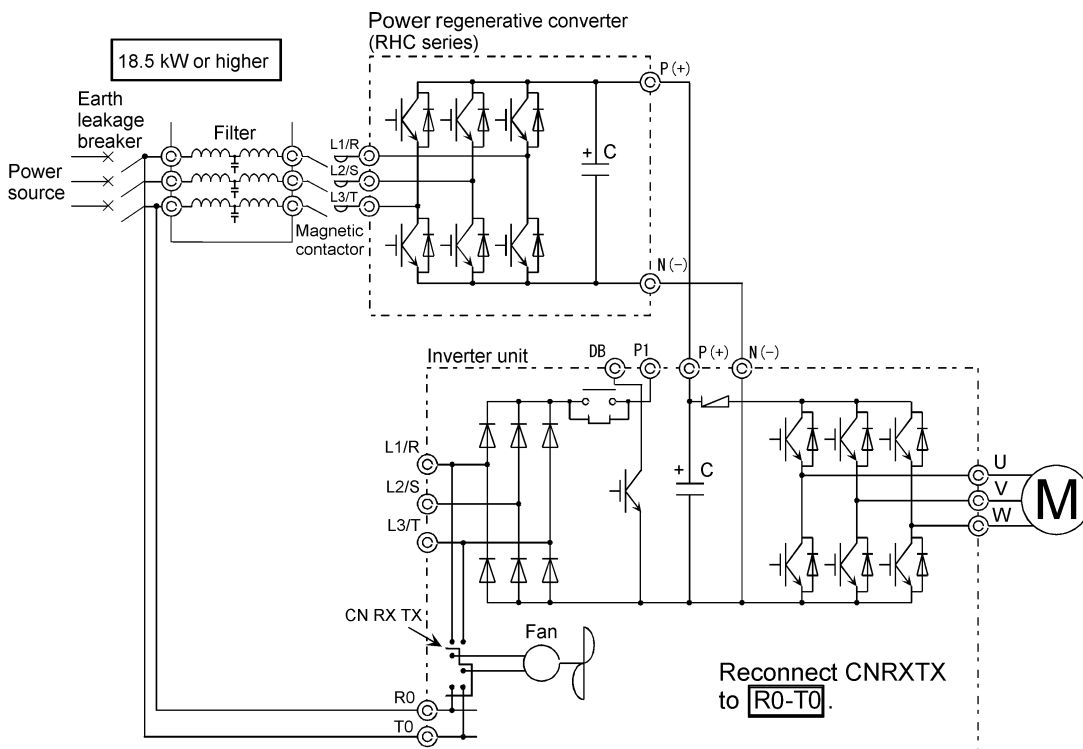 Power regenerative converter
(RHC series)
18.5 kW or higher
P(+)
Earth
leakage
breaker
Filter
L1/R
L2/S
L3/T
+ C
Power
source
Magnetic
contactor
N(−)
Inverter unit
DB
P1
P(+)
N(−)
L1/R
L2/S
L3/T
+ C
U
V
W
M
CN RX TX
Fan
R0
T0
Reconnect CNRXTX
to R0-T0.